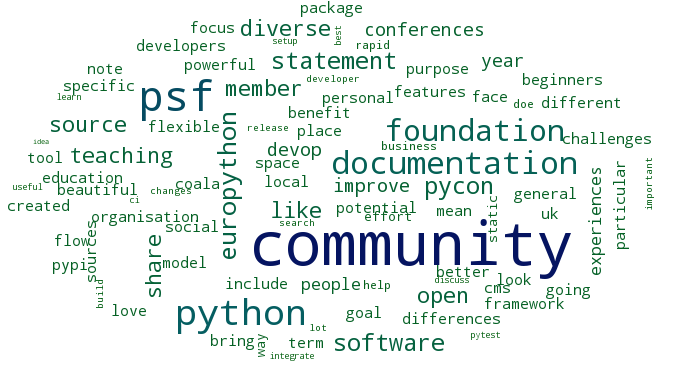 package
focus
diverse
conferences
setup
best
developers
rapid
statement
year
note
powerful
purpose
specific
psf
member
developer
beginners
learn
personal
features
face
doe
different
source
flexible
europython
release
benefit
place
foundation
challenges
idea
tool
teaching
devop
business
space
documentation
education
useful
beautiful
changes
coala
local
improve
pycon
general
important
created
ci
organisation
like
potential
effort
mean
static
uk
experiences
particular
flow
sources
social
search
community
pypi
share
model
better
discuss
look
build
include
people
help
open
cms
going
framework
love
python
goal
differences
lot
bring
way
term
software
pytest
integrate